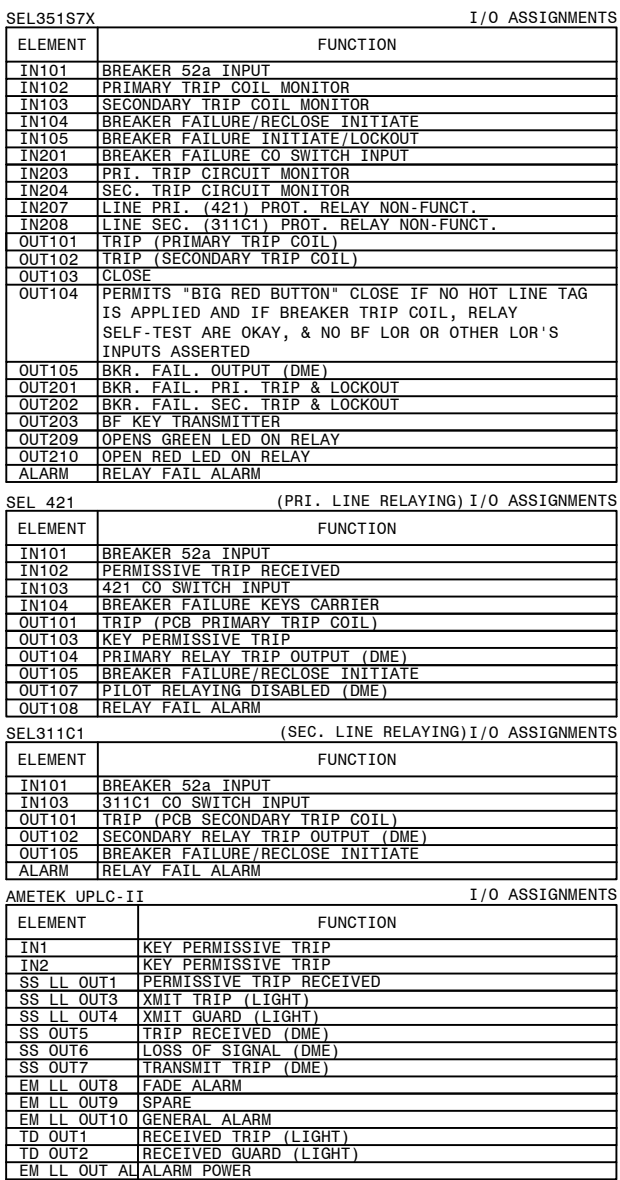 SEL351S7X I/O ASSIGNMENTS
ELEMENT FUNCTION
IN101 BREAKER 52a INPUT
IN102 PRIMARY TRIP COIL MONITOR
IN103 SECONDARY TRIP COIL MONITOR
IN104 BREAKER FAILURE/RECLOSE INITIATE
IN105 BREAKER FAILURE INITIATE/LOCKOUT
IN201 BREAKER FAILURE CO SWITCH INPUT
IN203 PRI. TRIP CIRCUIT MONITOR
IN204 SEC. TRIP CIRCUIT MONITOR
IN207 LINE PRI. (421) PROT. RELAY NON-FUNCT.
IN208 LINE SEC. (311C1) PROT. RELAY NON-FUNCT.
OUT101 TRIP (PRIMARY TRIP COIL)
OUT102 TRIP (SECONDARY TRIP COIL)
OUT103 CLOSE
OUT104 PERMITS "BIG RED BUTTON" CLOSE IF NO HOT LINE TAG
IS APPLIED AND IF BREAKER TRIP COIL, RELAY
SELF-TEST ARE OKAY, & NO BF LOR OR OTHER LOR'S
INPUTS ASSERTED
OUT105 BKR. FAIL. OUTPUT (DME)
OUT201 BKR. FAIL. PRI. TRIP & LOCKOUT
OUT202 BKR. FAIL. SEC. TRIP & LOCKOUT
OUT203 BF KEY TRANSMITTER
OUT209 OPENS GREEN LED ON RELAY
OUT210 OPEN RED LED ON RELAY
ALARM RELAY FAIL ALARM
SEL 421 (PRI. LINE RELAYING) I/O ASSIGNMENTS
ELEMENT FUNCTION
IN101 BREAKER 52a INPUT
IN102 PERMISSIVE TRIP RECEIVED
IN103 421 CO SWITCH INPUT
IN104 BREAKER FAILURE KEYS CARRIER
OUT101 TRIP (PCB PRIMARY TRIP COIL)
OUT103 KEY PERMISSIVE TRIP
OUT104 PRIMARY RELAY TRIP OUTPUT (DME)
OUT105 BREAKER FAILURE/RECLOSE INITIATE
OUT107 PILOT RELAYING DISABLED (DME)
OUT108 RELAY FAIL ALARM
SEL311C1 (SEC. LINE RELAYING) I/O ASSIGNMENTS
ELEMENT FUNCTION
IN101 BREAKER 52a INPUT
IN103 311C1 CO SWITCH INPUT
OUT101 TRIP (PCB SECONDARY TRIP COIL)
OUT102 SECONDARY RELAY TRIP OUTPUT (DME)
OUT105 BREAKER FAILURE/RECLOSE INITIATE
ALARM RELAY FAIL ALARM
AMETEK UPLC-II I/O ASSIGNMENTS
ELEMENT FUNCTION
IN1 KEY PERMISSIVE TRIP
IN2 KEY PERMISSIVE TRIP
SS LL OUT1 PERMISSIVE TRIP RECEIVED
SS LL OUT3 XMIT TRIP (LIGHT)
SS LL OUT4 XMIT GUARD (LIGHT)
SS OUT5 TRIP RECEIVED (DME)
SS OUT6 LOSS OF SIGNAL (DME)
SS OUT7 TRANSMIT TRIP (DME)
EM LL OUT8 FADE ALARM
EM LL OUT9 SPARE
EM LL OUT10 GENERAL ALARM
TD OUT1 RECEIVED TRIP (LIGHT)
TD OUT2 RECEIVED GUARD (LIGHT)
EM LL OUT AL ALARM POWER